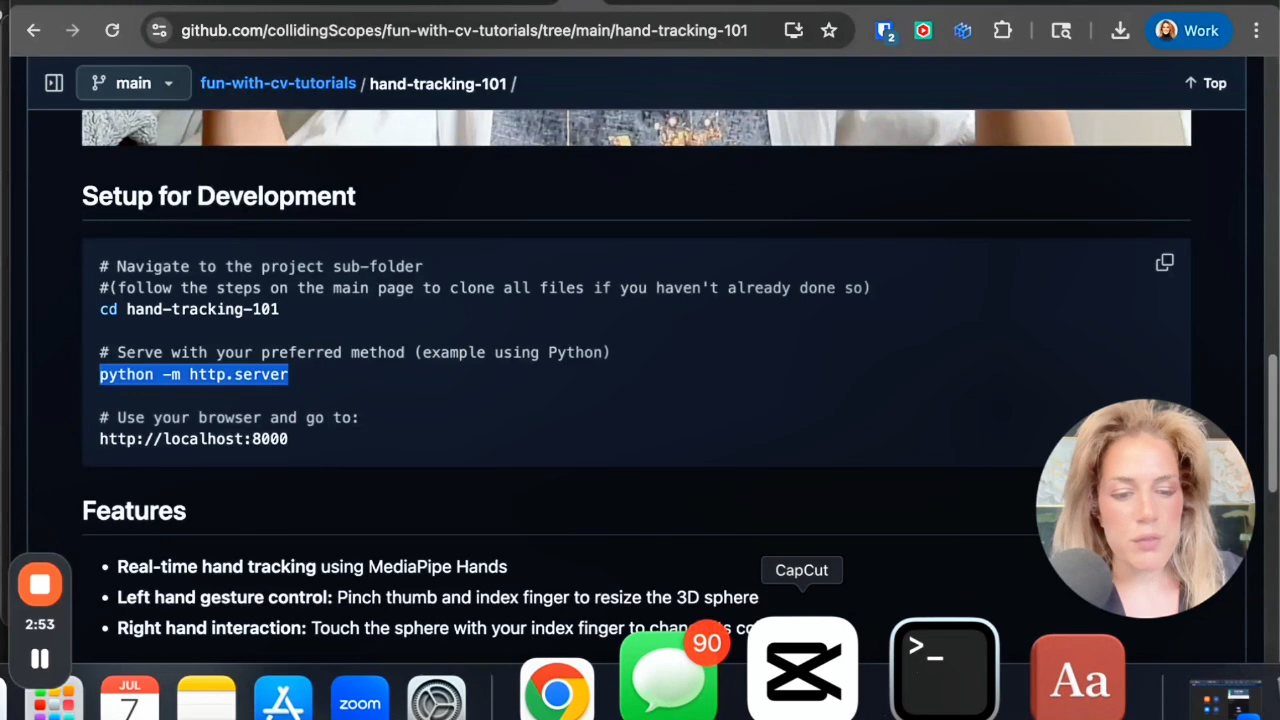 github.com/collidingScopes/fun-with-cv-tutorials/tree/main/hand-tracking-101
2
Work
main
fun-with-cv-tutorials / hand-tracking-101 /
Top
Setup for Development
# Navigate to the project sub-folder
#(follow the steps on the main page to clone all files if you haven't already done so)
cd hand-tracking-101
# Serve with your preferred method (example using Python)
python -m http.server
# Use your browser and go to:
http://localhost:8000
Features
• Real-time hand tracking using MediaPipe Hands
• Left hand gesture control: Pinch thumb and index finger to resize the 3D sphere
• Right hand interaction: Touch the sphere with your index finger to
CapCut
2:53
90
JUL
7
zoom
>_
Aa